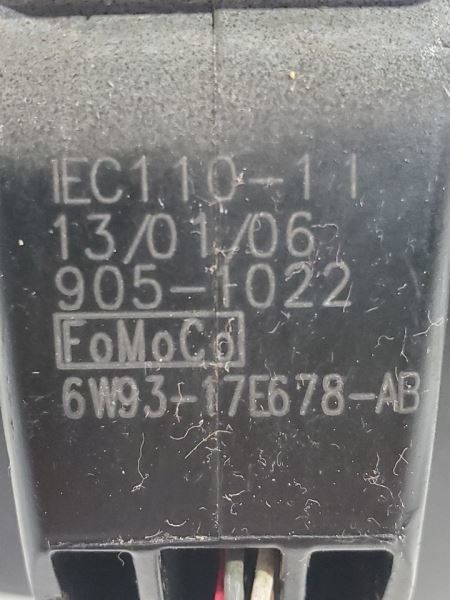 IEC110-11
13/01/06
905-1022
FoMoCo
6W93-17E678-AB